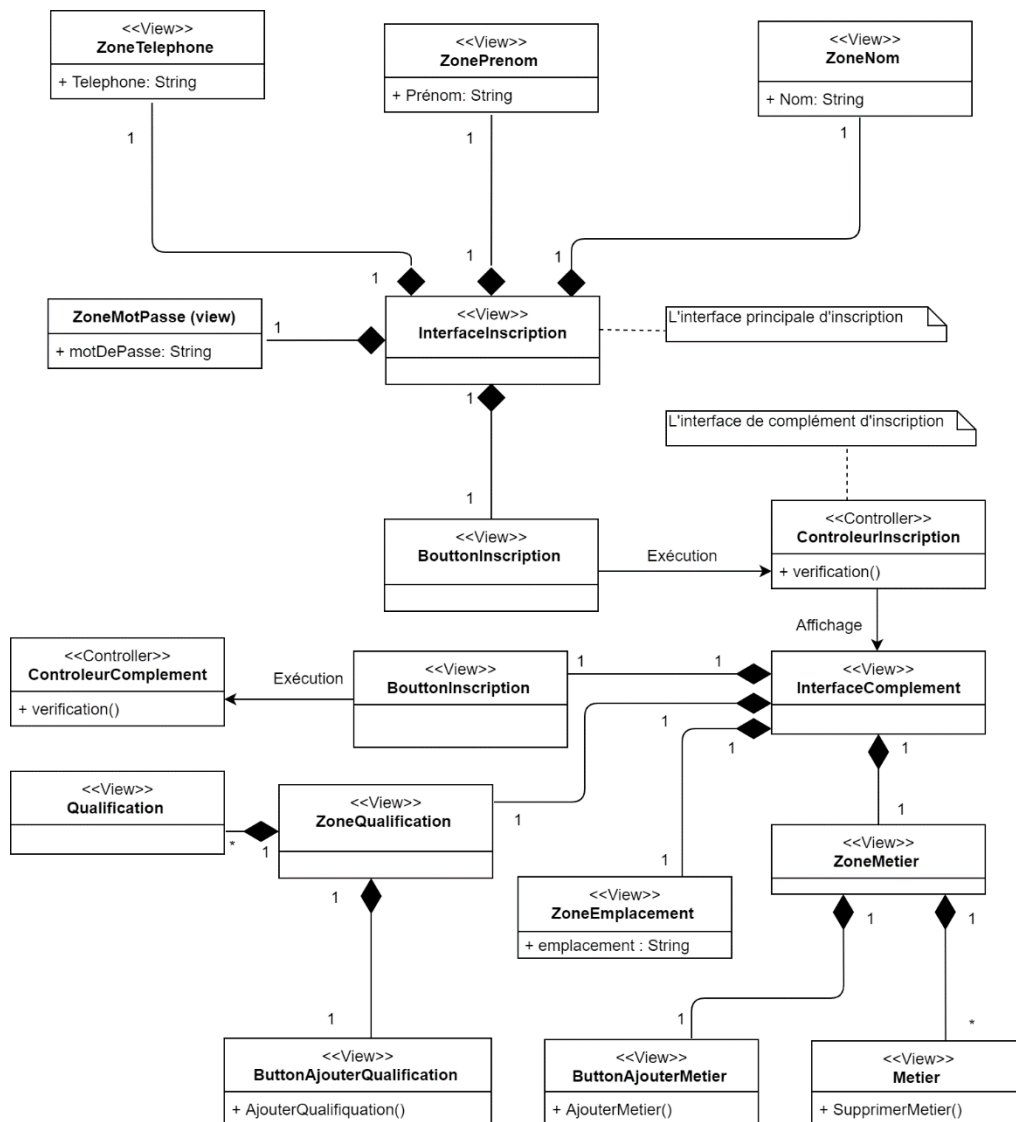 <<View>>
ZoneTelephone
+ Telephone: String
<<View>>
ZonePrenom
+ Prénom: String
<<View>>
ZoneNom
+ Nom: String
1
1
1
1
1
1
ZoneMotPasse (view)
+ motDePasse: String
1
<<View>>
InterfaceInscription
L'interface principale d'inscription
1
L'interface de complément d'inscription
1
<<View>>
BouttonInscription
Exécution
<<Controller>>
ControleurInscription
+ verification()
Affichage
<<Controller>>
ControleurComplement
+ verification()
Exécution
<<View>>
BouttonInscription
1
1
<<View>>
InterfaceComplement
1
1
1
<<View>>
Qualification
*
1
<<View>>
ZoneQualification
1
1
<<View>>
ZoneMetier
1
1
<<View>>
ZoneEmplacement
+ emplacement : String
1
1
1
1
*
<<View>>
ButtonAjouterQualification
+ AjouterQualifiquation()
<<View>>
ButtonAjouterMetier
+ AjouterMetier()
<<View>>
Metier
+ SupprimerMetier()